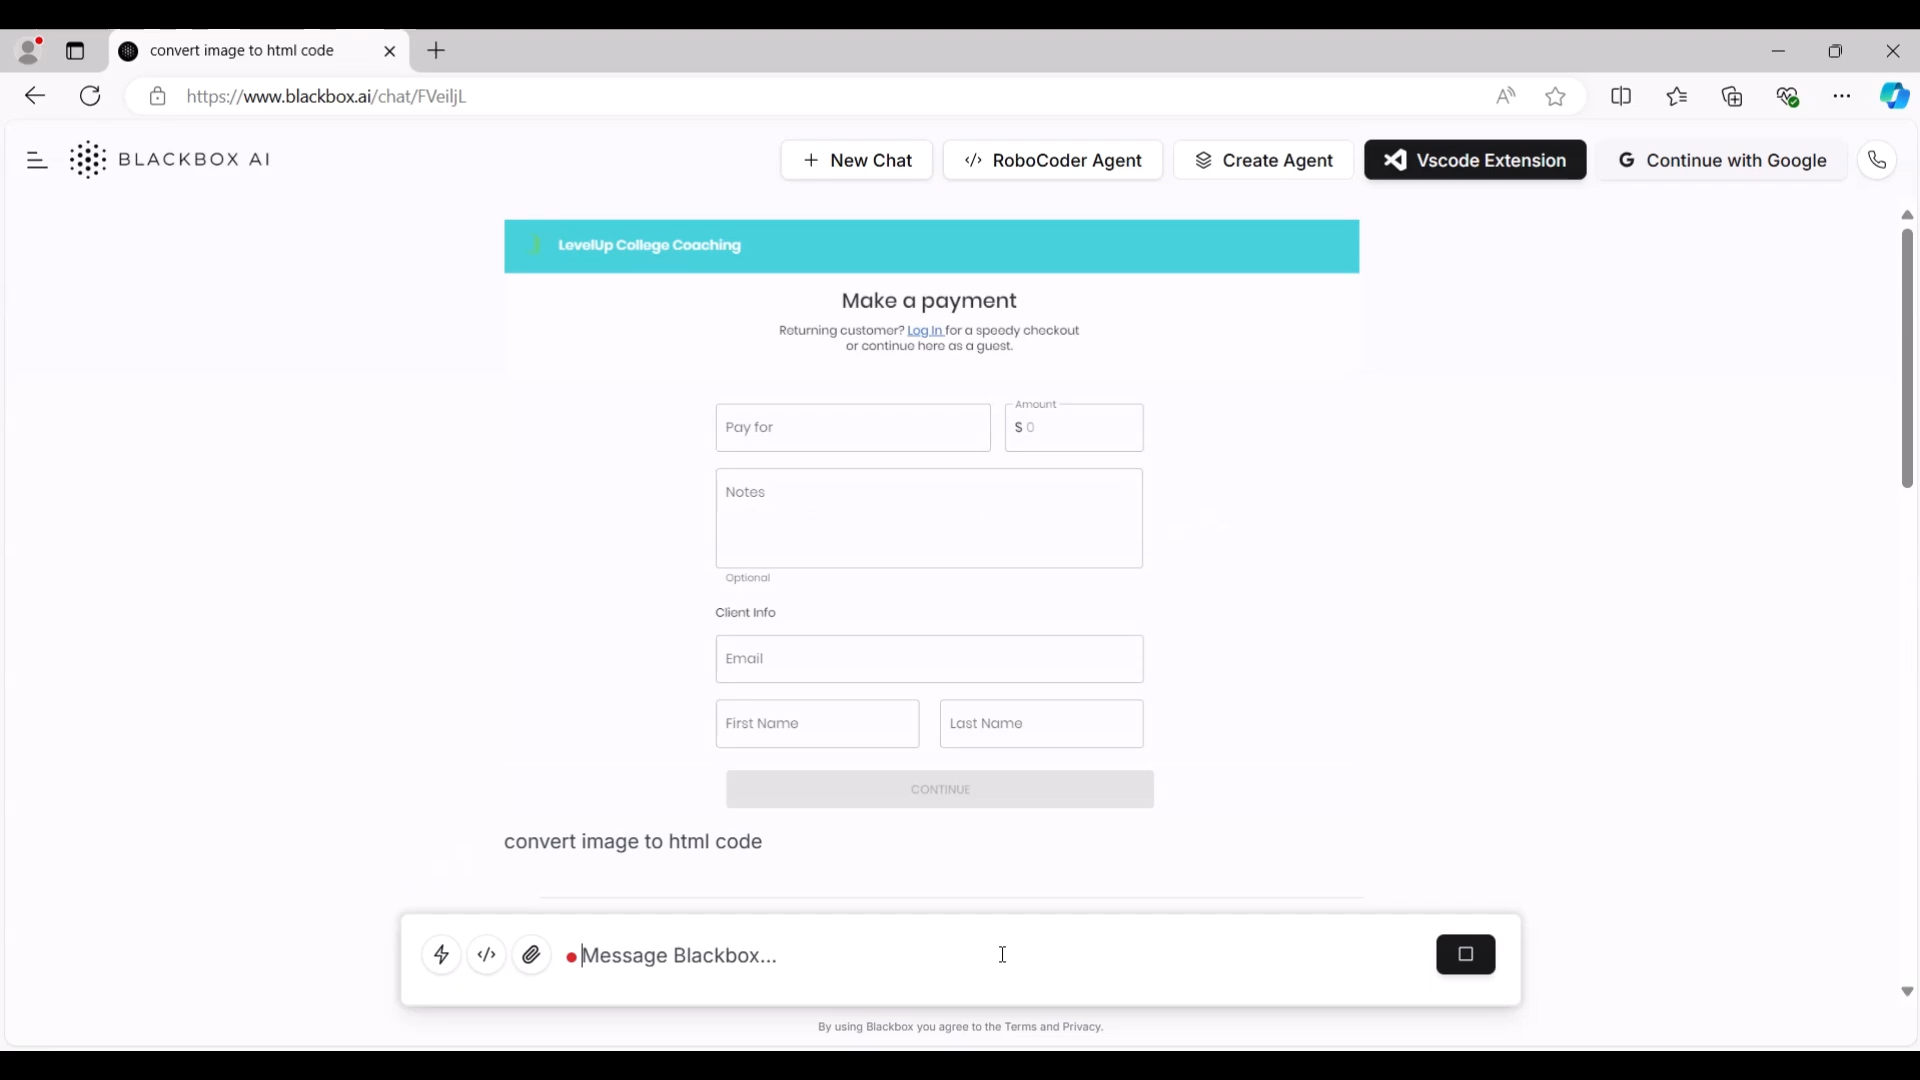 convert image to html code
https://www.blackbox.ai/chat/FVeiljL
BLACKBOX AI
New Chat
RoboCoder Agent
Create Agent
Vscode Extension
G Continue with Google
LevelUp College Coaching
Make a payment
Returning customer? Log In for a speedy checkout
or continue here as a guest.
Pay for
Amount
$ 0
Notes
Optional
Client Info
Email
First Name
Last Name
CONTINUE
convert image to html code
Message Blackbox...
By using Blackbox you agree to the Terms and Privacy.